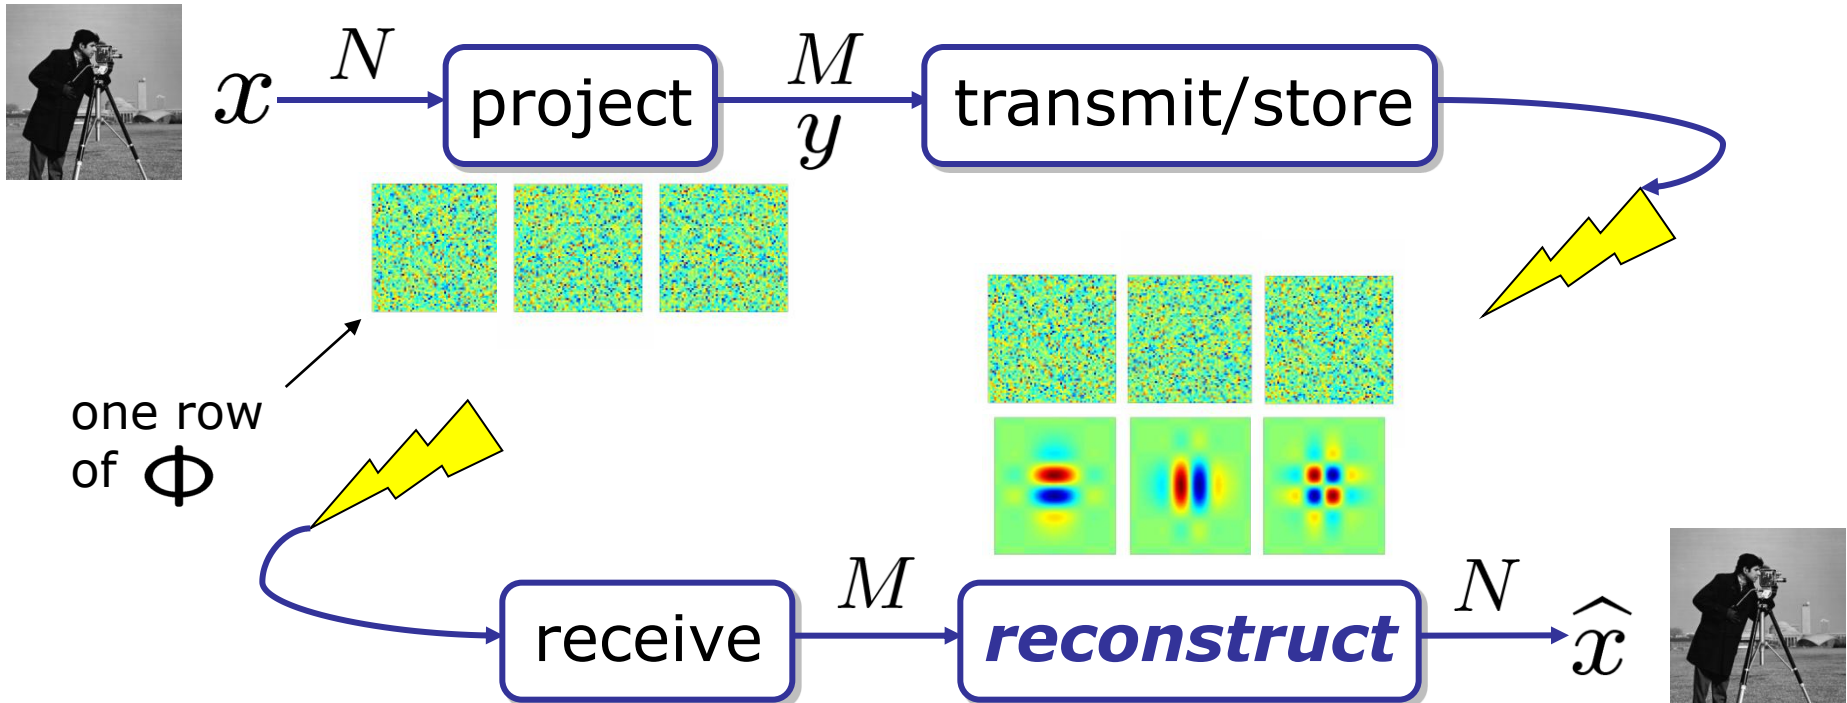 x
N
project
M
y
transmit/store
one row
of Φ
receive
M
reconstruct
N
x̂